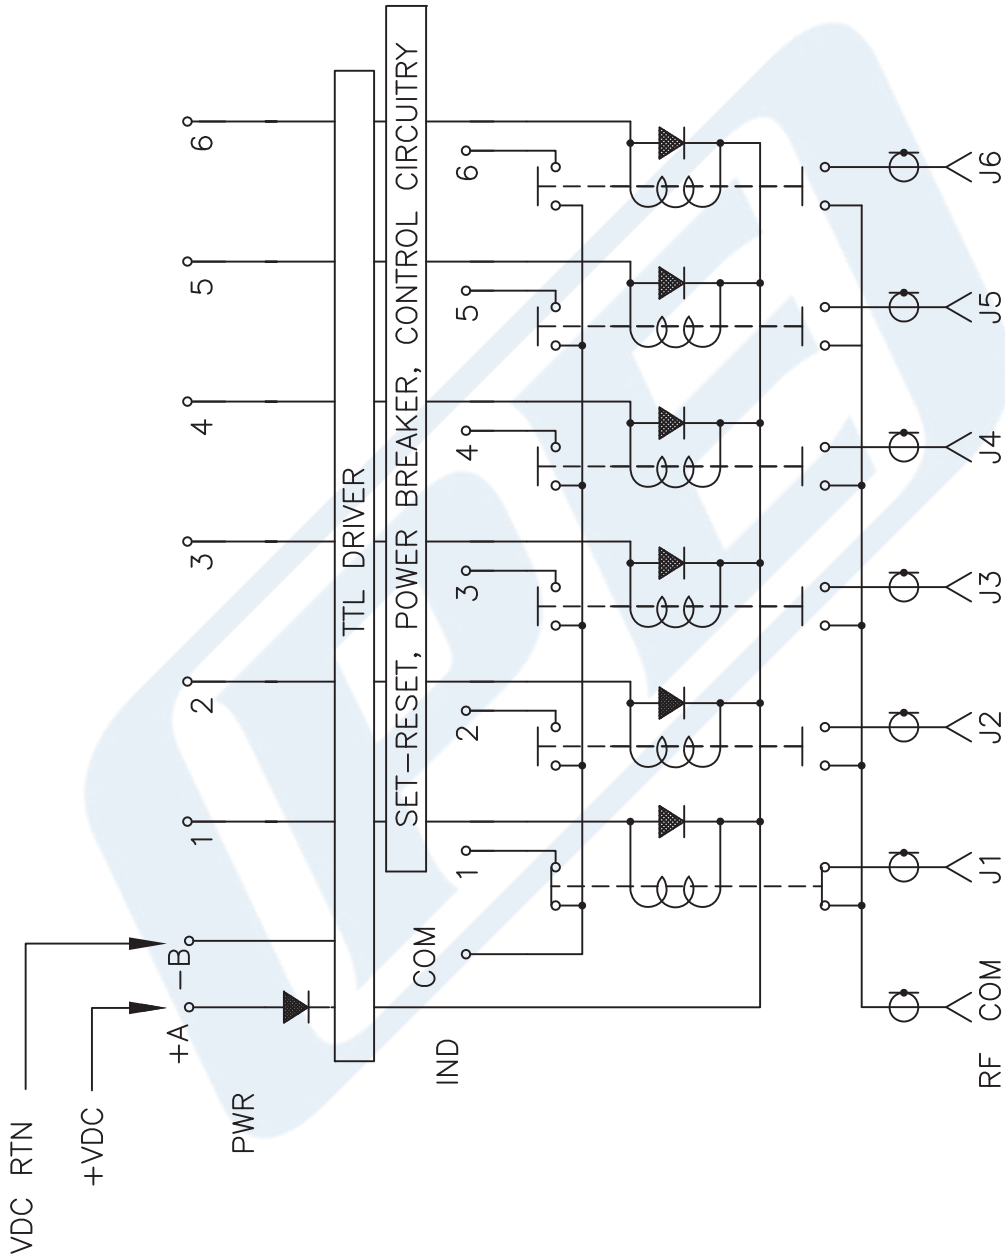 VDC RTN
+VDC
PWR
+A
-B
1
2
3
4
5
6
TTL DRIVER
SET-RESET, POWER BREAKER, CONTROL CIRCUITRY
IND
COM
1
2
3
4
5
6
RF
COM
J1
J2
J3
J4
J5
J6
PE